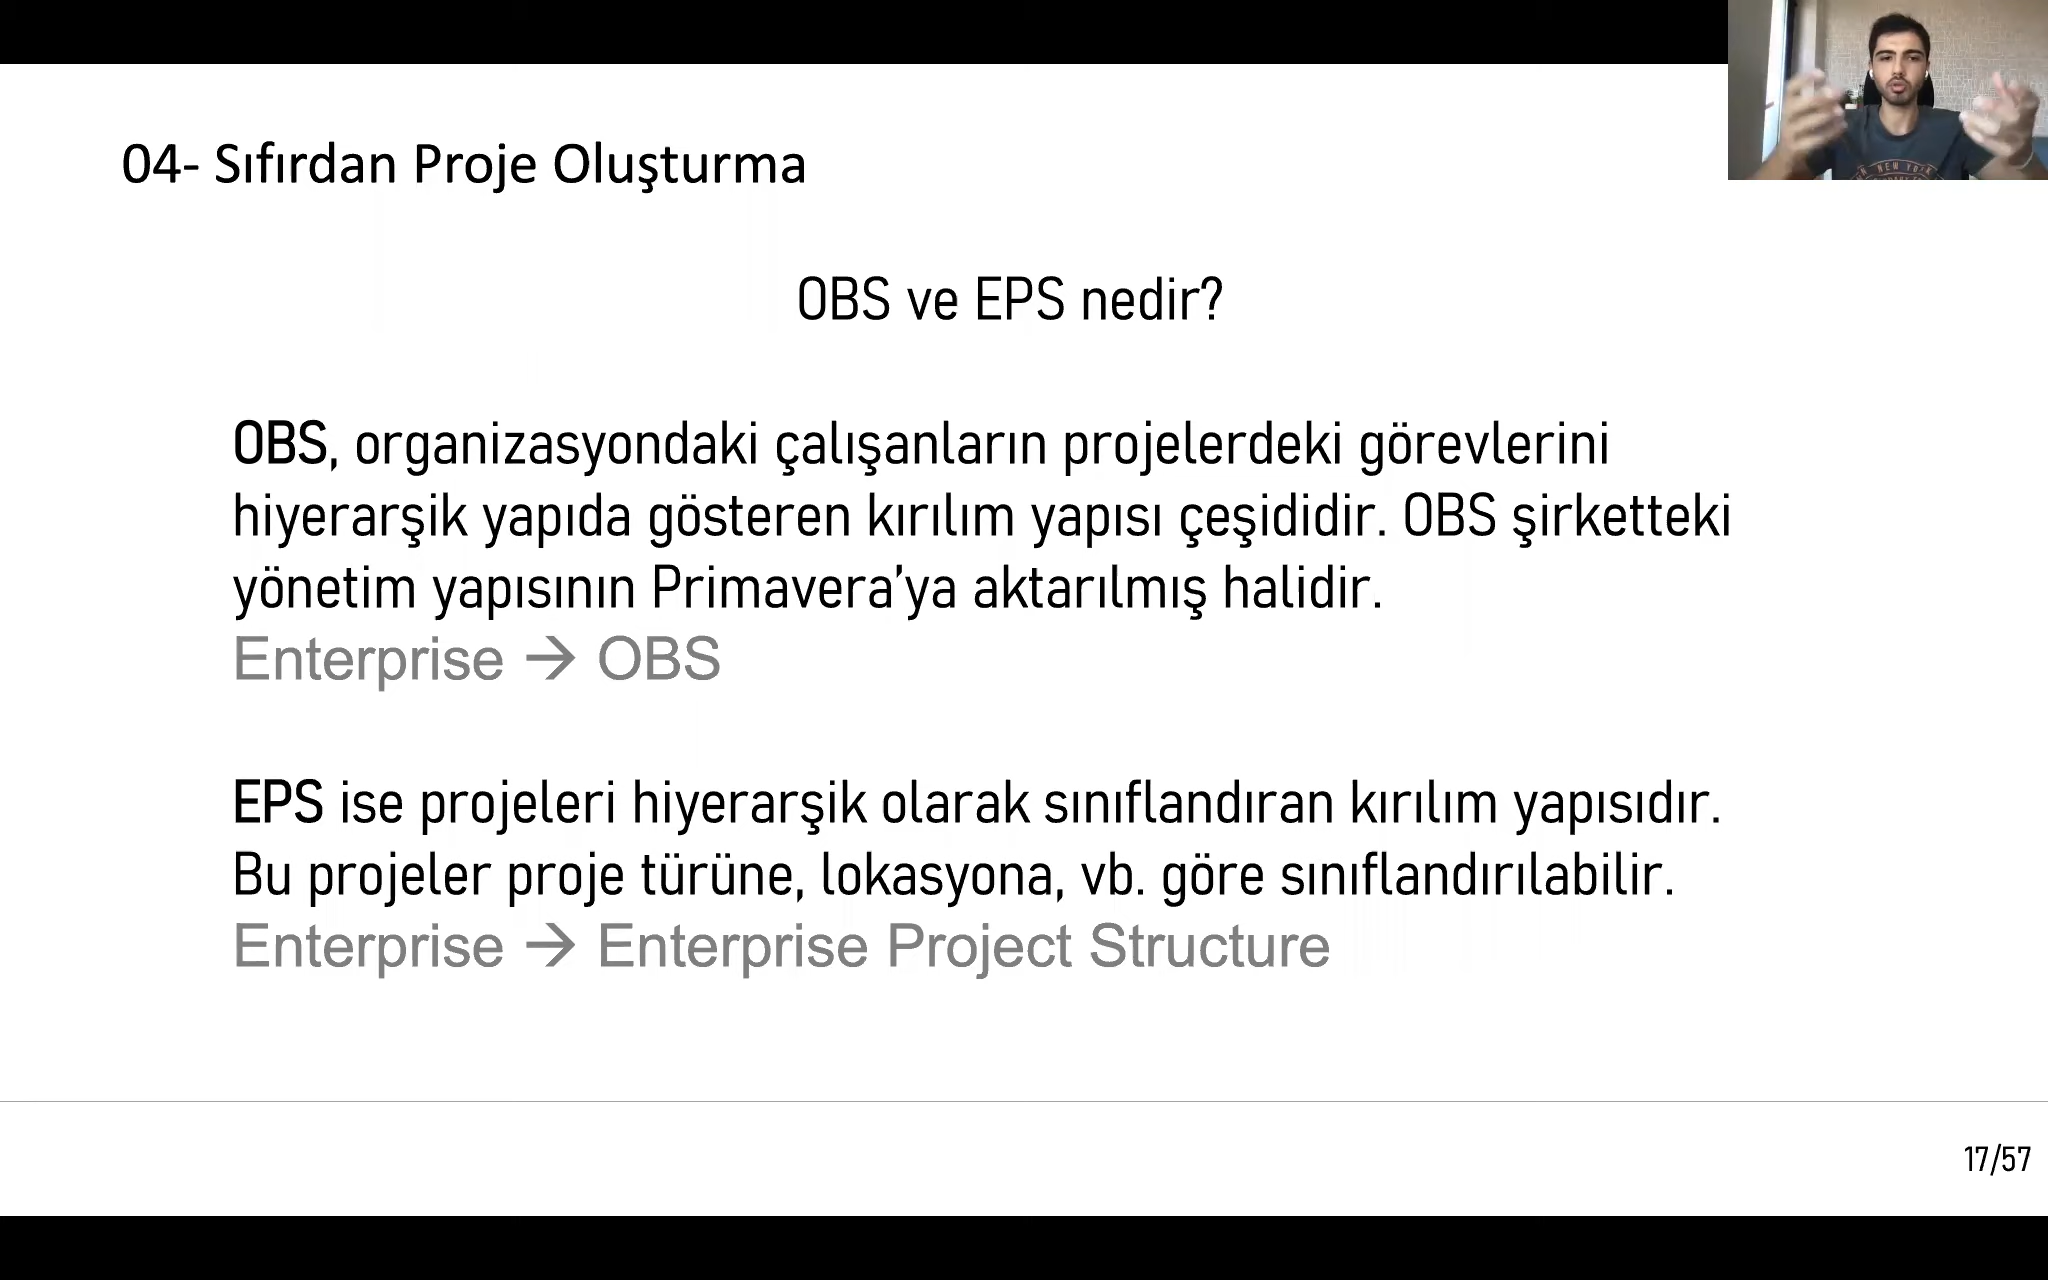 04- Sıfırdan Proje Oluşturma
OBS ve EPS nedir?
OBS, organizasyondaki çalışanların projelerdeki görevlerini
hiyerarşik yapıda gösteren kırılım yapısı çeşididir. OBS şirketteki
yönetim yapısının Primavera'ya aktarılmış halidir.
Enterprise → OBS
EPS ise projeleri hiyerarşik olarak sınıflandıran kırılım yapısıdır.
Bu projeler proje türüne, lokasyona, vb. göre sınıflandırılabilir.
Enterprise → Enterprise Project Structure
17/57
NEW YORK